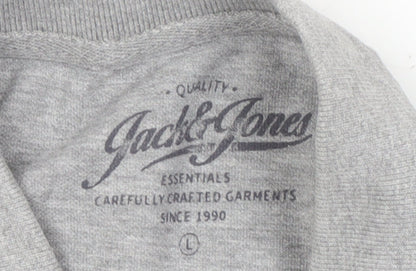 • QUALITY •
Jack & Jones
ESSENTIALS
CAREFULLY CRAFTED GARMENTS
SINCE 1990
L